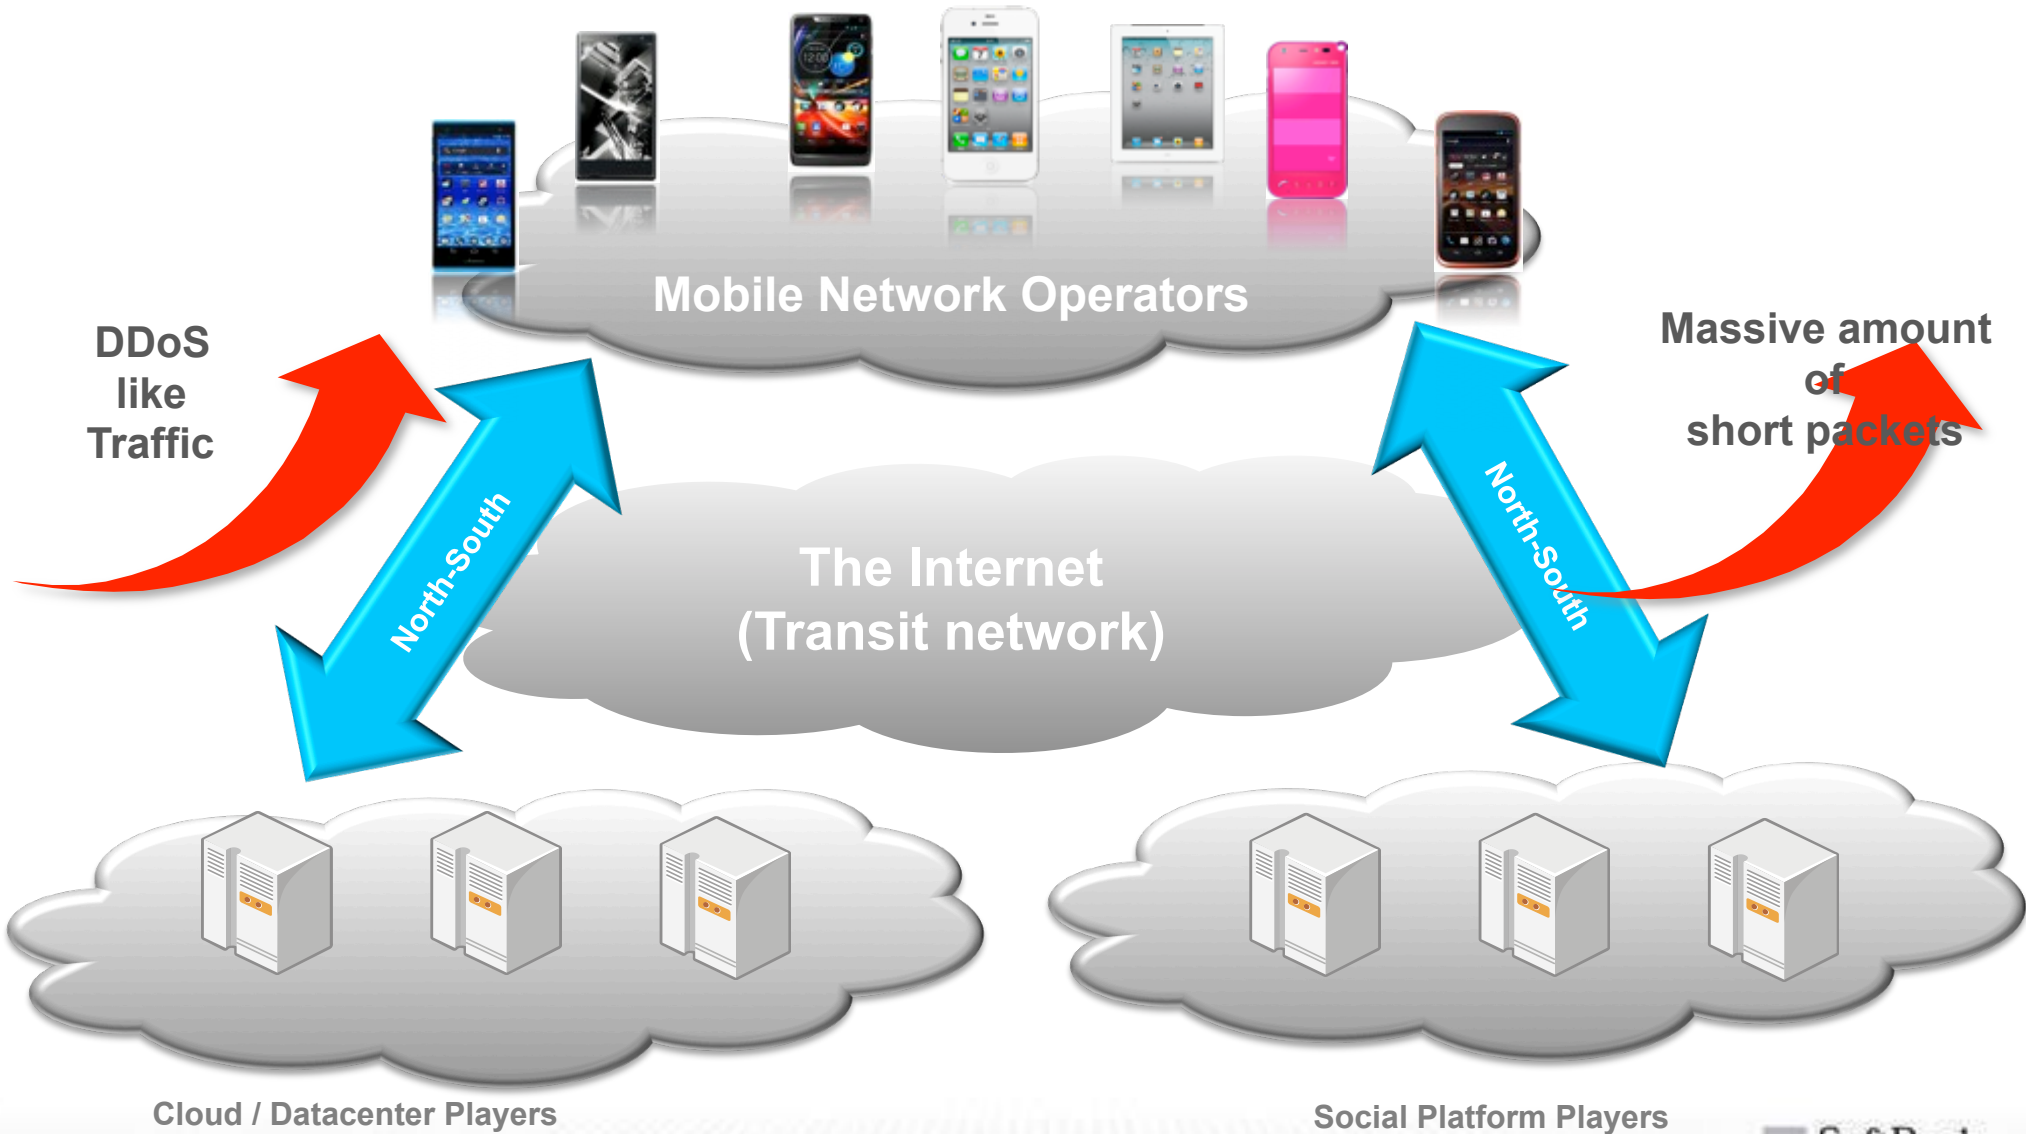 Mobile Network Operators
DDoS
like
Traffic
Massive amount
of
short packets
North-South
North-South
The Internet
(Transit network)
Cloud / Datacenter Players
Social Platform Players